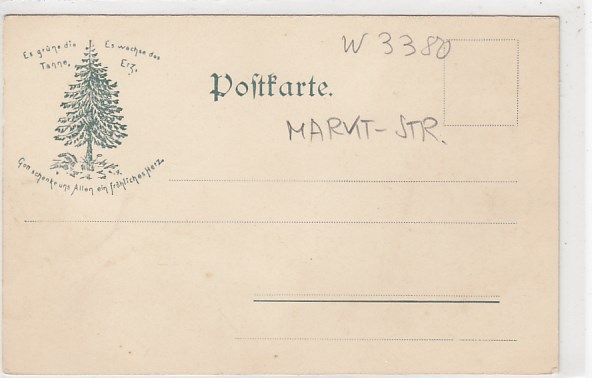 Es grüne die Tanne,
Es wachse das Erz,
Gott schenke uns Allen ein fröhliches Herz.
W 3380
Postkarte.
MARKT-STR.